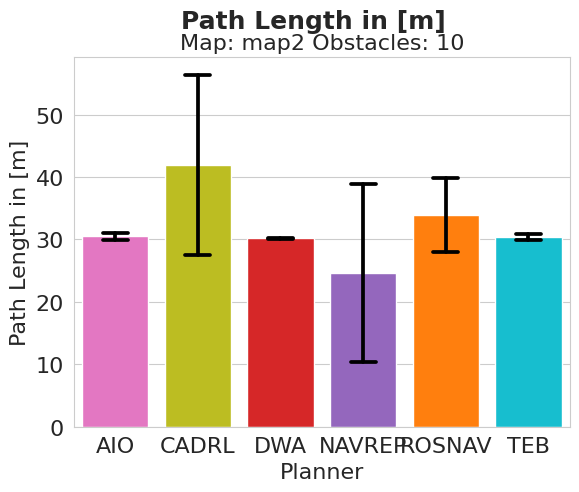 Path Length in [m]
Map: map2 Obstacles: 10
Path Length in [m]
50
40
30
20
10
0
AIO CADRL DWA NAVREP ROSNAV TEB
Planner